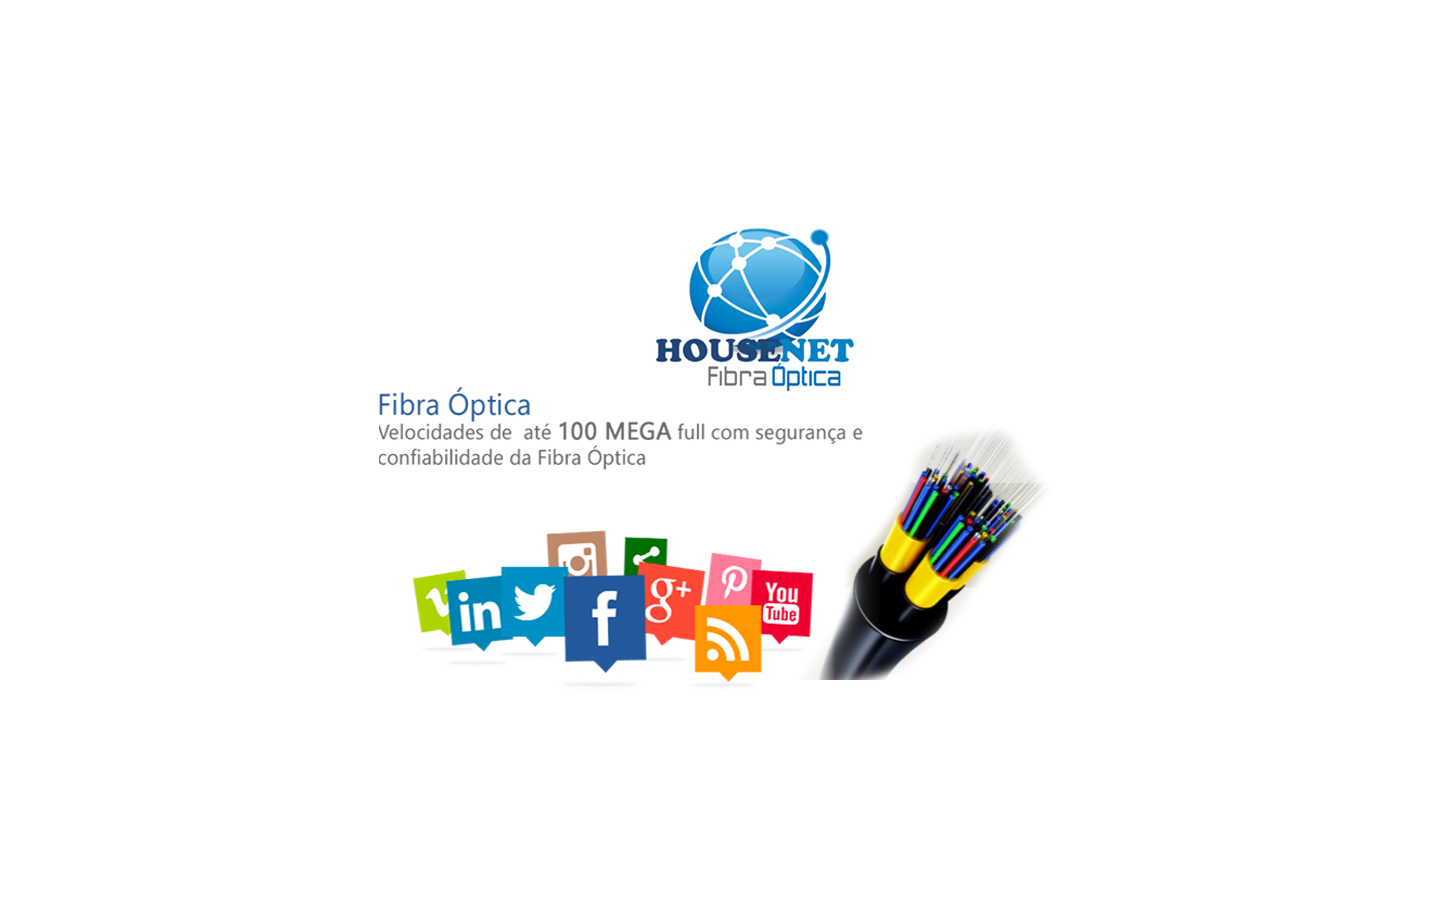 HOUSENET
Fibra Óptica
Fibra Óptica
Velocidades de até 100 MEGA full com segurança e
confiabilidade da Fibra Óptica
in
f
g+
You
Tube